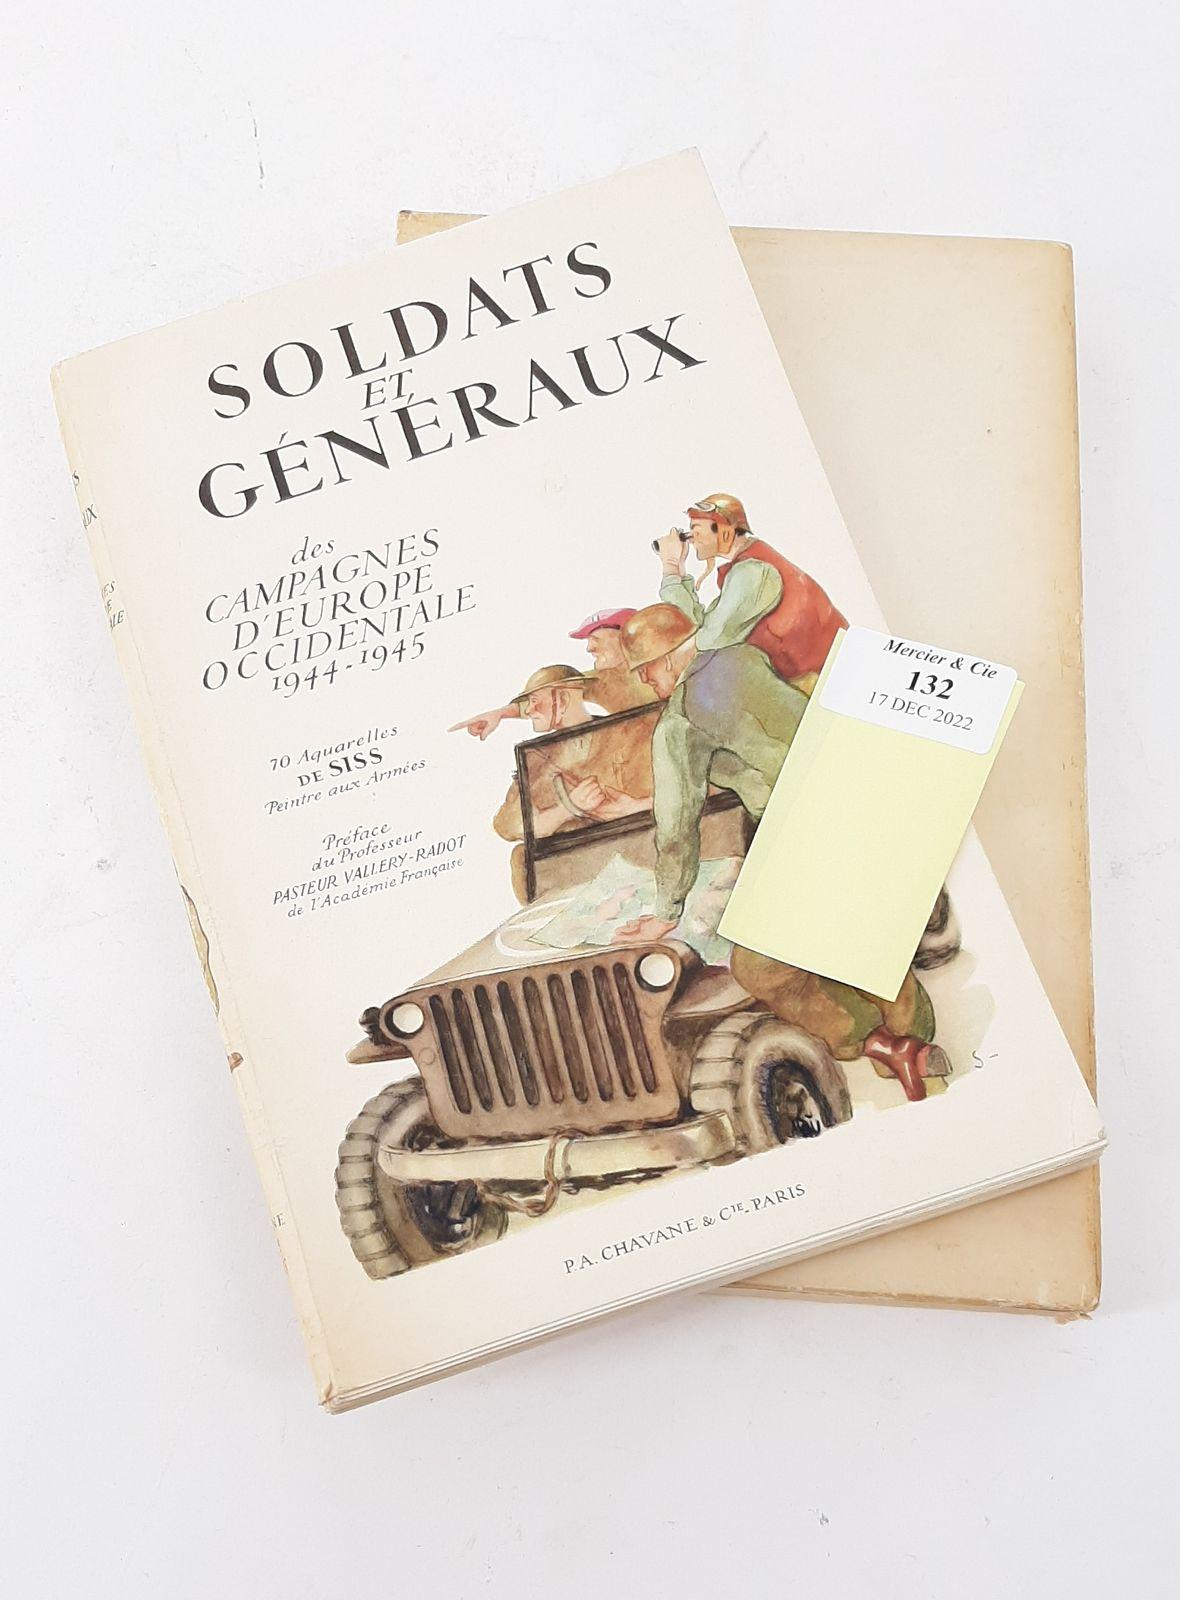 SOLDATS
ET
GÉNÉRAUX
des
CAMPAGNES
D'EUROPE
OCCIDENTALE
1944-1945
70 Aquarelles
DE SISS
Peintre aux Armées
Préface
du Professeur
PASTEUR VALLERY-RADOT
de l'Académie Française
S-
P.A. CHAVANE & CIE-PARIS
Mercier & Cie
132
17 DEC 2022